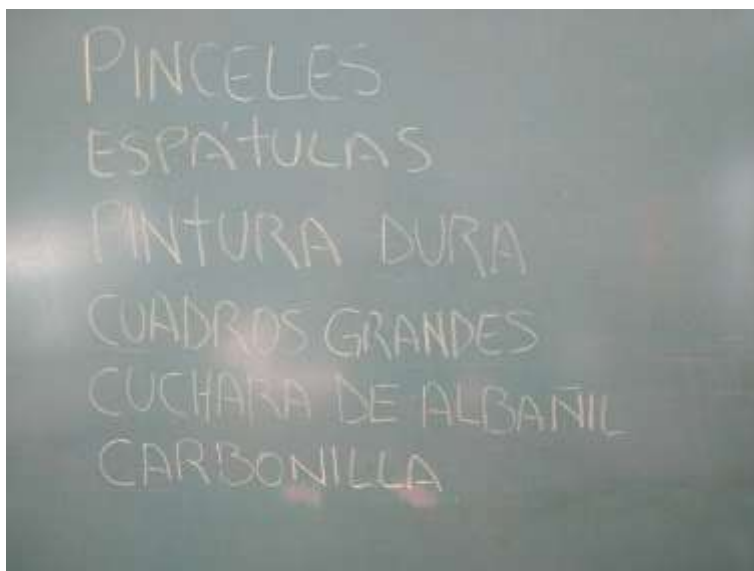 PINCELES
ESPÁTULAS
PINTURA DURA
CUADROS GRANDES
CUCHARA DE ALBAÑIL
CARBONILLA